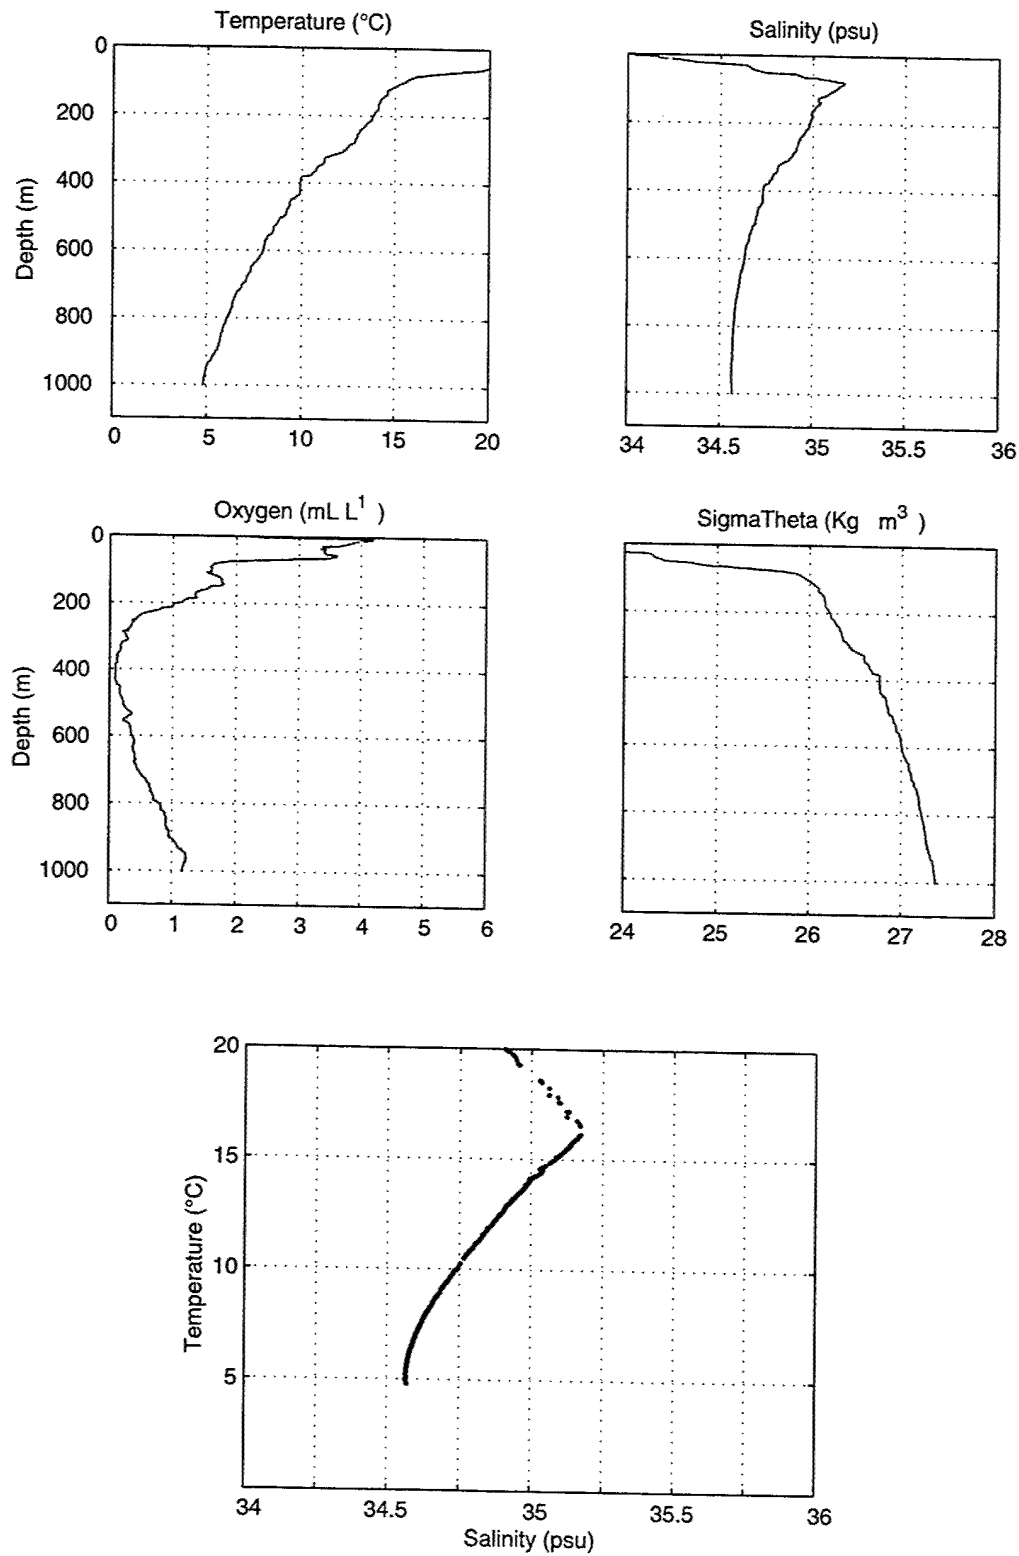 Temperature (°C)
0
200
400
600
800
1000
Depth (m)
0 5 10 15 20
Salinity (psu)
34 34.5 35 35.5 36
Oxygen (mL L1 )
0
200
400
600
800
1000
Depth (m)
0 1 2 3 4 5 6
SigmaTheta (Kg m3 )
24 25 26 27 28
20
15
10
5
Temperature (°C)
34 34.5 35 35.5 36
Salinity (psu)